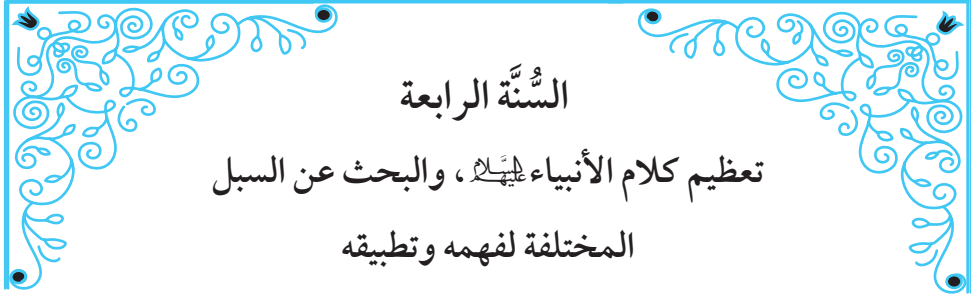 السُّنَّة الرابعة
تعظيم كلام الأنبياء عليهم السلام، والبحث عن السبل
المختلفة لفهمه وتطبيقه